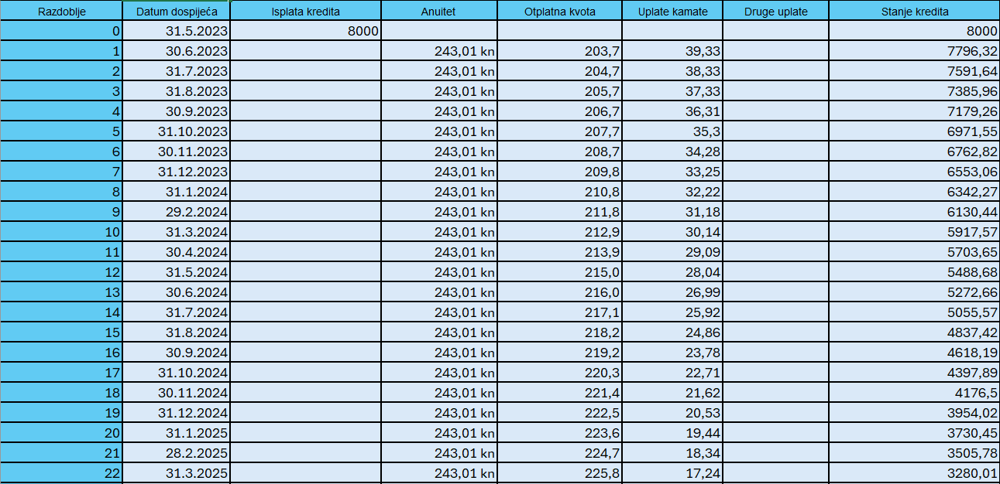 Razdoblje Datum dospijeća Isplata kredita Anuitet Otplatna kvota Uplate kamate Druge uplate Stanje kredita
0 31.5.2023 8000 8000
1 30.6.2023 243,01 kn 203,7 39,33 7796,32
2 31.7.2023 243,01 kn 204,7 38,33 7591,64
3 31.8.2023 243,01 kn 205,7 37,33 7385,96
4 30.9.2023 243,01 kn 206,7 36,31 7179,26
5 31.10.2023 243,01 kn 207,7 35,3 6971,55
6 30.11.2023 243,01 kn 208,7 34,28 6762,82
7 31.12.2023 243,01 kn 209,8 33,25 6553,06
8 31.1.2024 243,01 kn 210,8 32,22 6342,27
9 29.2.2024 243,01 kn 211,8 31,18 6130,44
10 31.3.2024 243,01 kn 212,9 30,14 5917,57
11 30.4.2024 243,01 kn 213,9 29,09 5703,65
12 31.5.2024 243,01 kn 215,0 28,04 5488,68
13 30.6.2024 243,01 kn 216,0 26,99 5272,66
14 31.7.2024 243,01 kn 217,1 25,92 5055,57
15 31.8.2024 243,01 kn 218,2 24,86 4837,42
16 30.9.2024 243,01 kn 219,2 23,78 4618,19
17 31.10.2024 243,01 kn 220,3 22,71 4397,89
18 30.11.2024 243,01 kn 221,4 21,62 4176,5
19 31.12.2024 243,01 kn 222,5 20,53 3954,02
20 31.1.2025 243,01 kn 223,6 19,44 3730,45
21 28.2.2025 243,01 kn 224,7 18,34 3505,78
22 31.3.2025 243,01 kn 225,8 17,24 3280,01